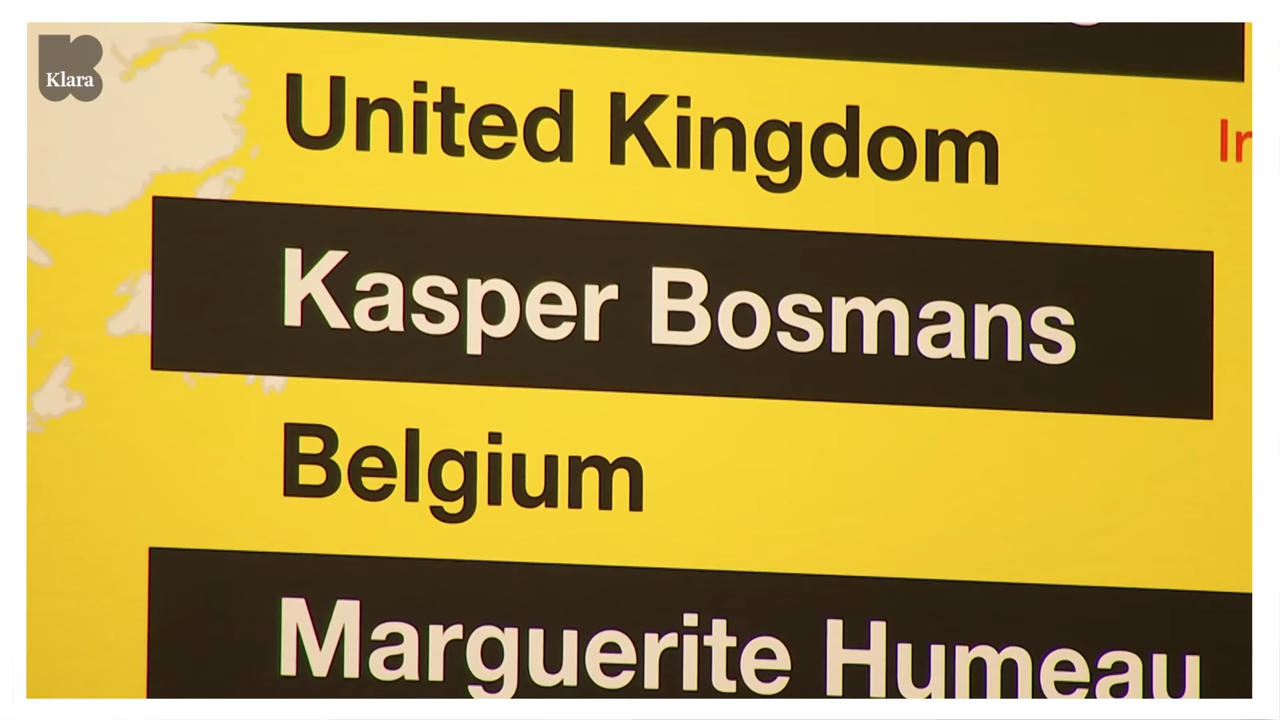 Klara
United Kingdom
Kasper Bosmans
Belgium
Marguerite Humeau